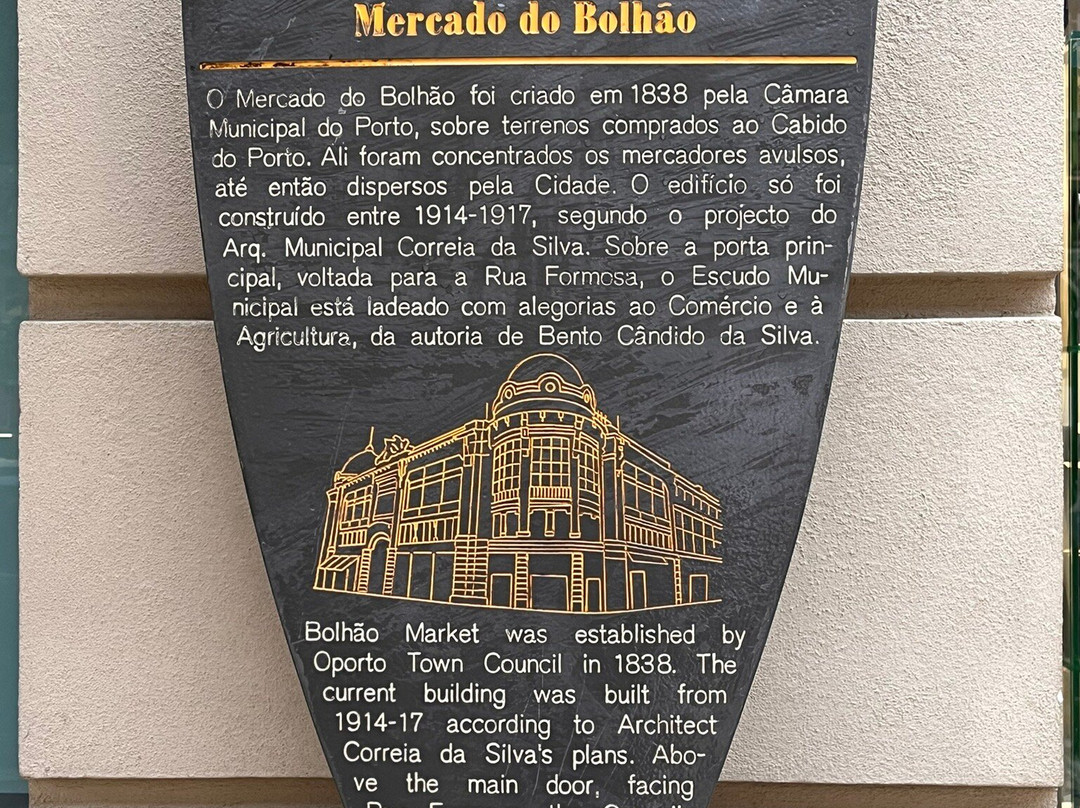 Mercado do Bolhão
O Mercado do Bolhão foi criado em 1838 pela Câmara
Municipal do Porto, sobre terrenos comprados ao Cabido
do Porto. Ali foram concentrados os mercadores avulsos,
até então dispersos pela Cidade. O edifício só foi
construído entre 1914-1917, segundo o projecto do
Arq. Municipal Correia da Silva. Sobre a porta prin-
cipal, voltada para a Rua Formosa, o Escudo Mu-
nicipal está ladeado com alegorias ao Comércio e à
Agricultura, da autoria de Bento Cândido da Silva.
Bolhão Market was established by
Oporto Town Council in 1838. The
current building was built from
1914-17 according to Architect
Correia da Silva's plans. Abo-
ve the main door, facing